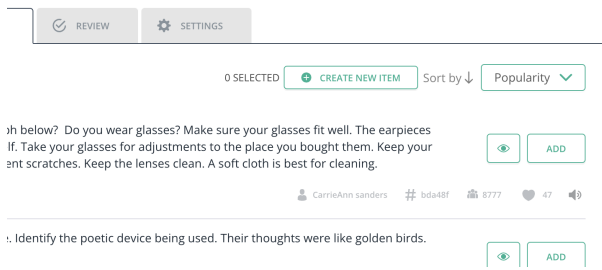 REVIEW SETTINGS
0 SELECTED CREATE NEW ITEM Sort by Popularity
below? Do you wear glasses? Make sure your glasses fit well. The earpieces
Take your glasses for adjustments to the place you bought them. Keep your
scratches. Keep the lenses clean. A soft cloth is best for cleaning.
ADD
CarrieAnn sanders # bda48f 8777 47
Identify the poetic device being used. Their thoughts were like golden birds.
ADD